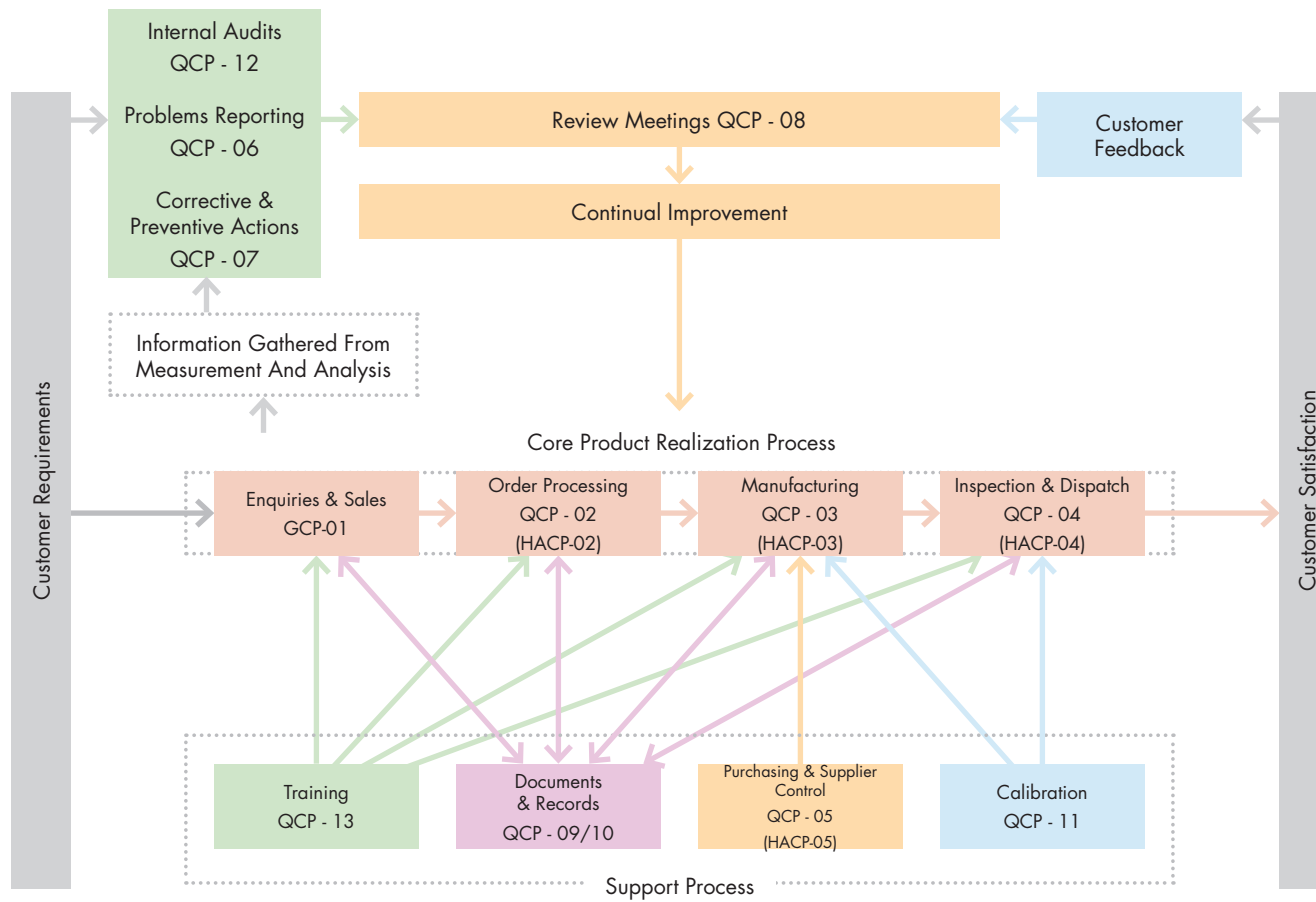 Internal Audits
QCP - 12
Problems Reporting
QCP - 06
Corrective &
Preventive Actions
QCP - 07
Review Meetings QCP - 08
Customer
Feedback
Continual Improvement
Information Gathered From
Measurement And Analysis
Customer Requirements
Customer Satisfaction
Core Product Realization Process
Enquiries & Sales
GCP-01
Order Processing
QCP - 02
(HACP-02)
Manufacturing
QCP - 03
(HACP-03)
Inspection & Dispatch
QCP - 04
(HACP-04)
Training
QCP - 13
Documents
& Records
QCP - 09/10
Purchasing & Supplier
Control
QCP - 05
(HACP-05)
Calibration
QCP - 11
Support Process